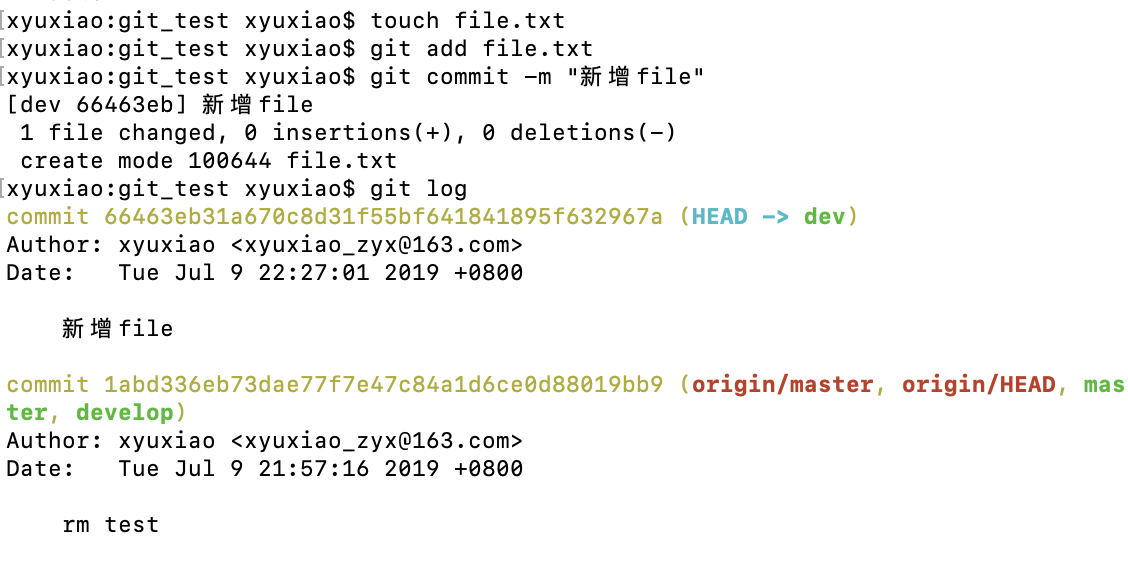 [xyuxiao:git_test xyuxiao$ touch file.txt
[xyuxiao:git_test xyuxiao$ git add file.txt
[xyuxiao:git_test xyuxiao$ git commit -m "新增file"
[dev 66463eb] 新增file
 1 file changed, 0 insertions(+), 0 deletions(-)
 create mode 100644 file.txt
[xyuxiao:git_test xyuxiao$ git log
commit 66463eb31a670c8d31f55bf641841895f632967a (HEAD -> dev)
Author: xyuxiao <xyuxiao_zyx@163.com>
Date:   Tue Jul 9 22:27:01 2019 +0800
    新增file
commit 1abd336eb73dae77f7e47c84a1d6ce0d88019bb9 (origin/master, origin/HEAD, mas
ter, develop)
Author: xyuxiao <xyuxiao_zyx@163.com>
Date:   Tue Jul 9 21:57:16 2019 +0800
    rm test